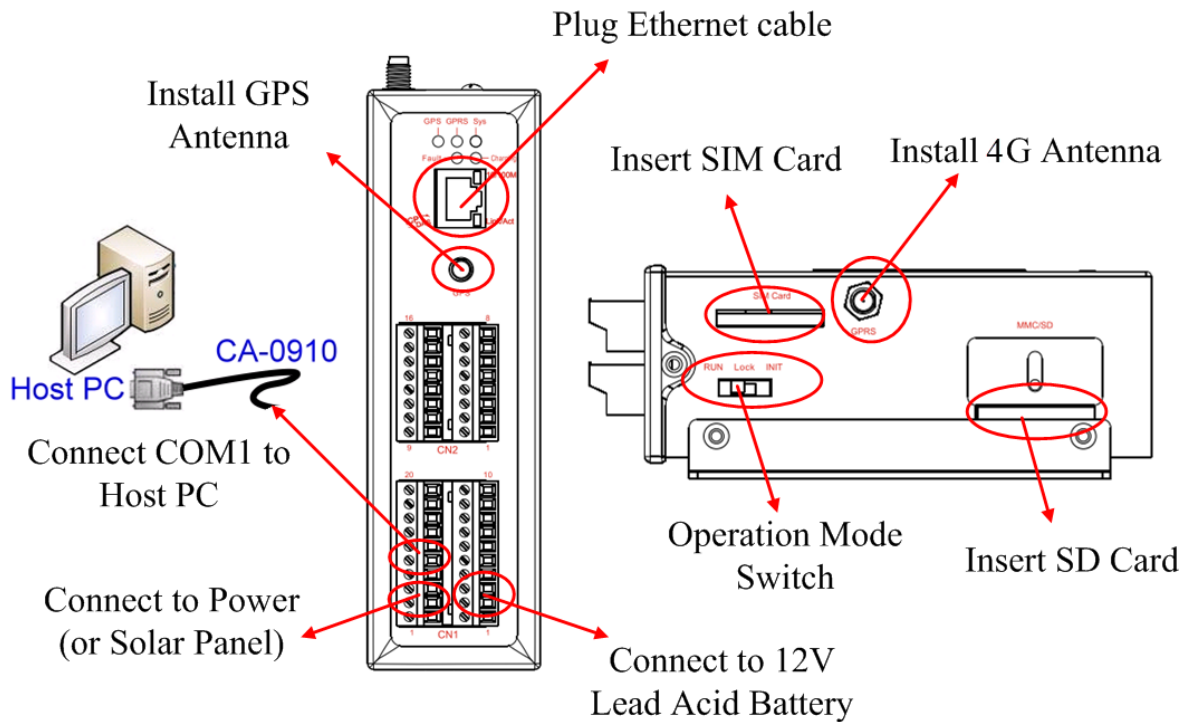 Plug Ethernet cable
Install GPS
Antenna
GPS GPRS Sys
Fault
Link/Act
GPS
Insert SIM Card
Install 4G Antenna
SIM Card
GPRS
MMC/SD
RUN Lock INIT
16 8
9 1
CN2
CA-0910
Host PC
Connect COM1 to
Host PC
20 10
1 1
CN1
Operation Mode
Switch
Insert SD Card
Connect to Power
(or Solar Panel)
Connect to 12V
Lead Acid Battery